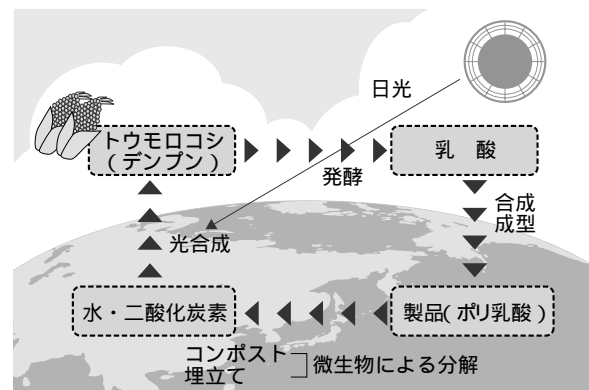 日光
トウモロコシ
(デンプン)
発酵
乳 酸
合成
成型
光合成
水・二酸化炭素
製品(ポリ乳酸)
コンポスト
埋立て
微生物による分解